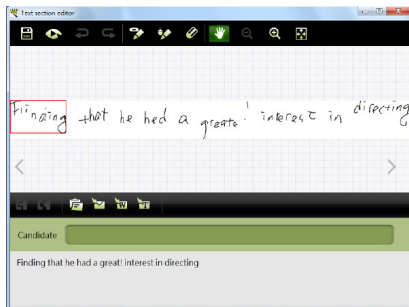 Text section editor
Finding that he had a great! interest in directing
Candidate
Finding that he had a great! interest in directing